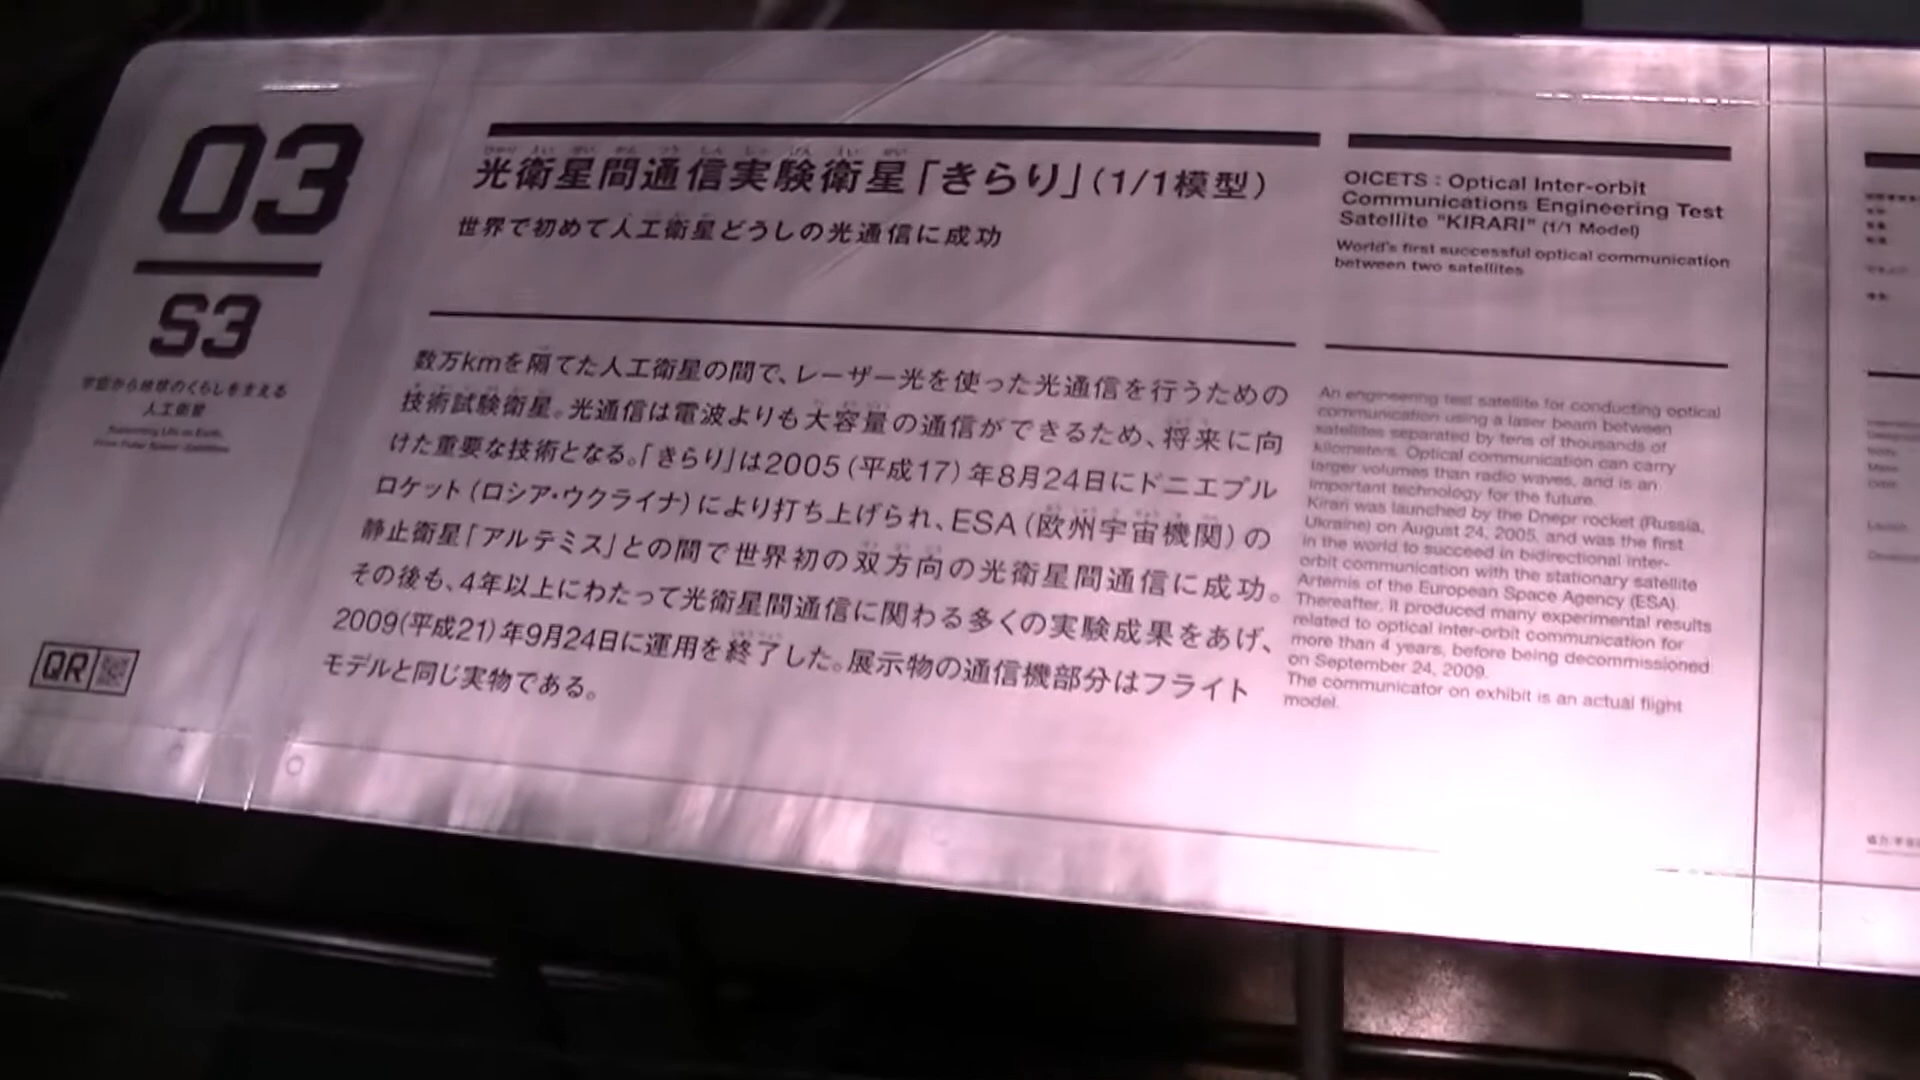 03
S3
宇宙から地球のくらしを支える
人工衛星
Supporting Life on Earth,
QR
光衛星間通信実験衛星「きらり」(1/1模型)
世界で初めて人工衛星どうしの光通信に成功
数万kmを隔てた人工衛星の間で、レーザー光を使った光通信を行うための
技術試験衛星。光通信は電波よりも大容量の通信ができるため、将来に向
けた重要な技術となる。「きらり」は2005(平成17)年8月24日にドニエプル
ロケット(ロシア・ウクライナ)により打ち上げられ、ESA(欧州宇宙機関)の
静止衛星「アルテミス」との間で世界初の双方向の光衛星間通信に成功。
その後も、4年以上にわたって光衛星間通信に関わる多くの実験成果をあげ、
2009(平成21)年9月24日に運用を終了した。展示物の通信機部分はフライト
モデルと同じ実物である。
OICETS : Optical Inter-orbit
Communications Engineering Test
Satellite "KIRARI" (1/1 Model)
World's first successful optical communication
between two satellites
An engineering test satellite for conducting optical
communication using a laser beam between
satellites separated by tens of thousands of
kilometers. Optical communication can carry
larger volumes than radio waves, and is an
important technology for the future.
Kirari was launched by the Dnepr rocket (Russia,
Ukraine) on August 24, 2005, and was the first
in the world to succeed in bidirectional inter-
orbit communication with the stationary satellite
Artemis of the European Space Agency (ESA).
Thereafter, it produced many experimental results
related to optical inter-orbit communication for
more than 4 years, before being decommissioned
on September 24, 2009.
The communicator on exhibit is an actual flight
model.